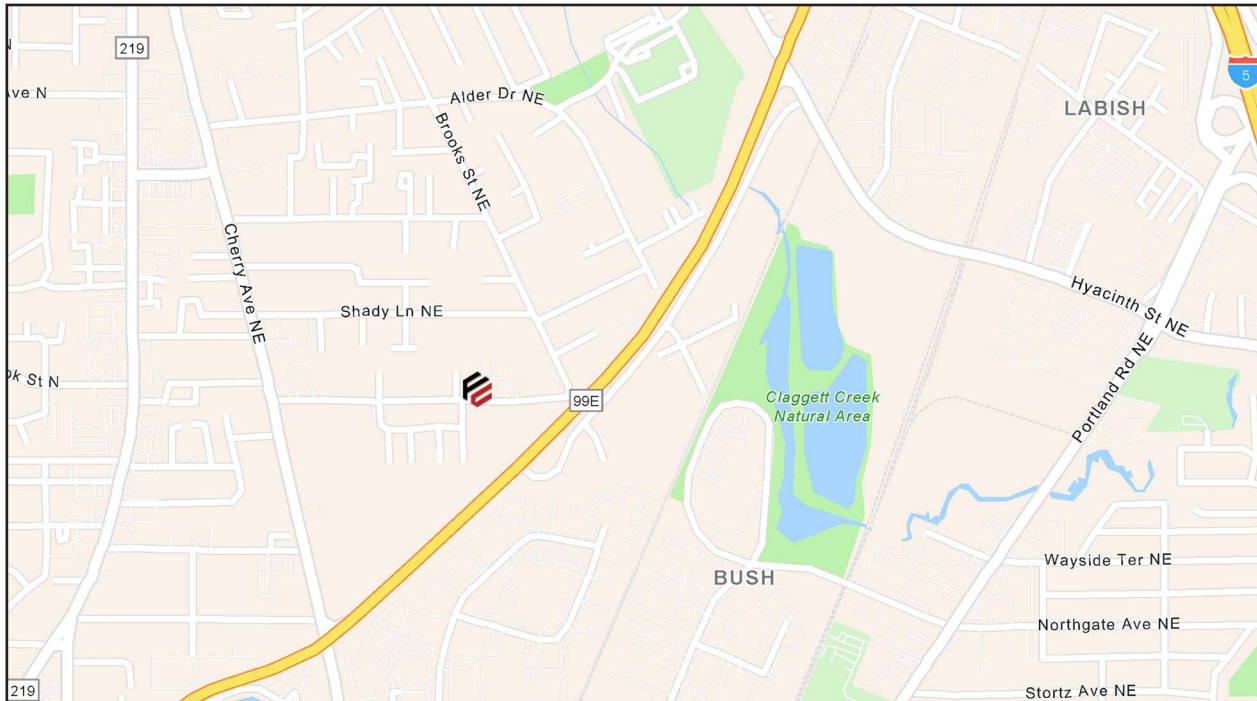 219
5
Ave N
Alder Dr NE
LABISH
Brooks St NE
Cherry Ave NE
Shady Ln NE
Hyacinth St NE
Portland Rd NE
ok St N
99E
Claggett Creek
Natural Area
BUSH
Wayside Ter NE
Northgate Ave NE
219
Stortz Ave NE